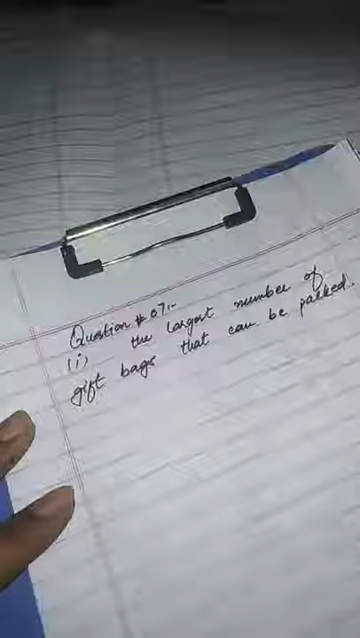 Question # 07:-
(i) the largest number of
gift bags that can be packed.